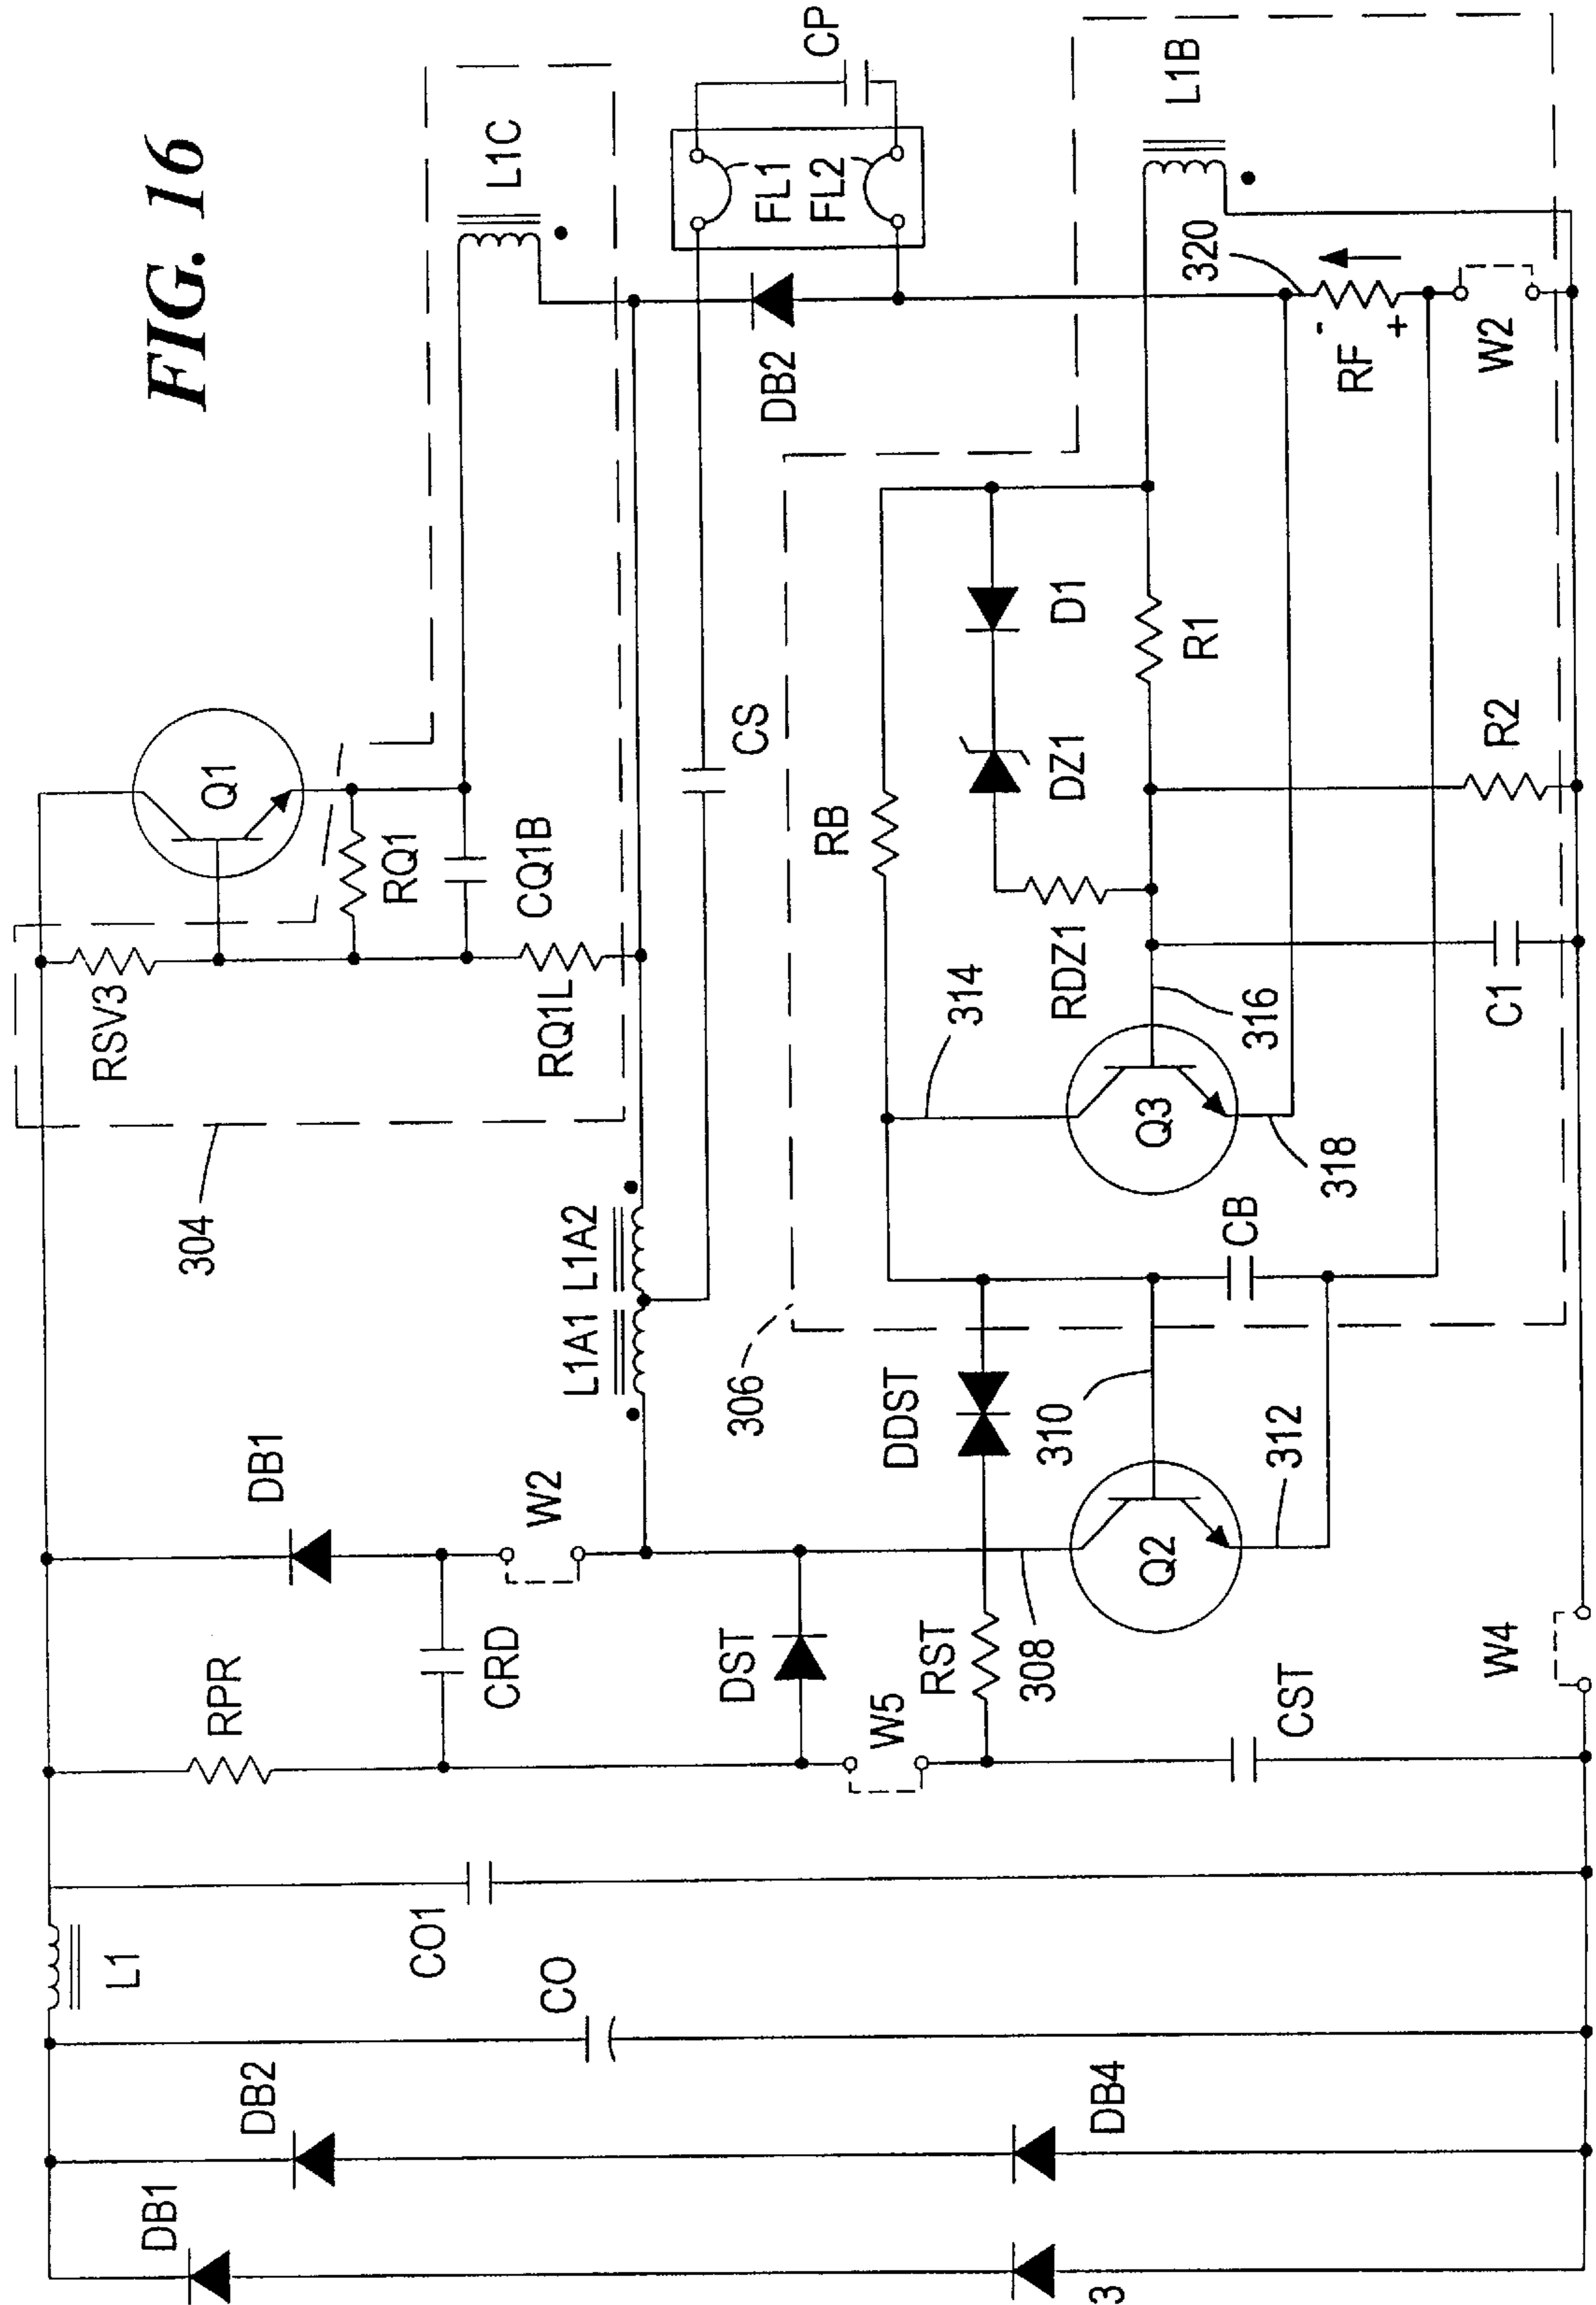 FIG. 16
L1C
CP
L1B
Q1
RQ1
CQ1B
RSV3
RQ1L
304
FL1
FL2
DB2
CS
320
RF
-
+
W2
RB
D1
DZ1
R1
RDZ1
R2
314
316
C1
Q3
318
L1A1 L1A2
306
CB
DB1
W2
DDST
310
312
RPR
CRD
DST
W5
RST
308
Q2
CST
W4
L1
CO1
CO
DB2
DB4
DB1
3